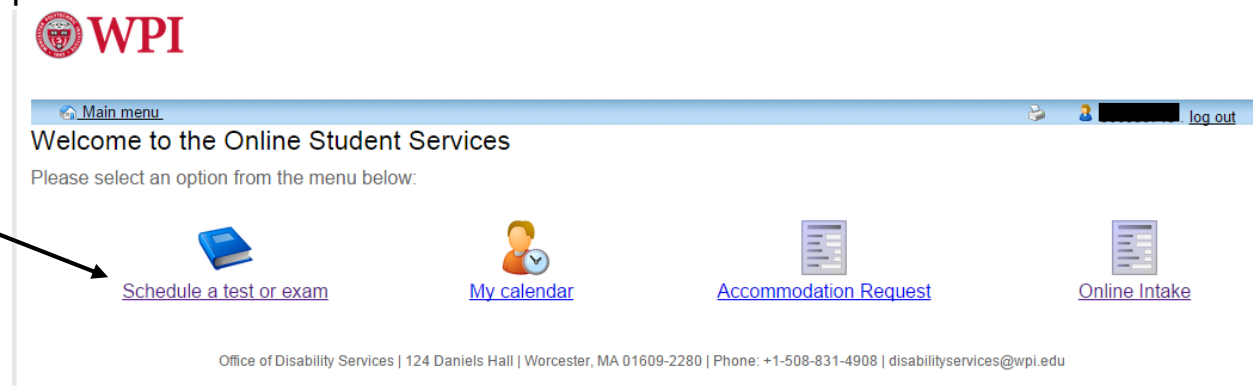 WPI
Main menu
log out
Welcome to the Online Student Services
Please select an option from the menu below:
Schedule a test or exam My calendar Accommodation Request Online Intake
Office of Disability Services | 124 Daniels Hall | Worcester, MA 01609-2280 | Phone: +1-508-831-4908 | disabilityservices@wpi.edu